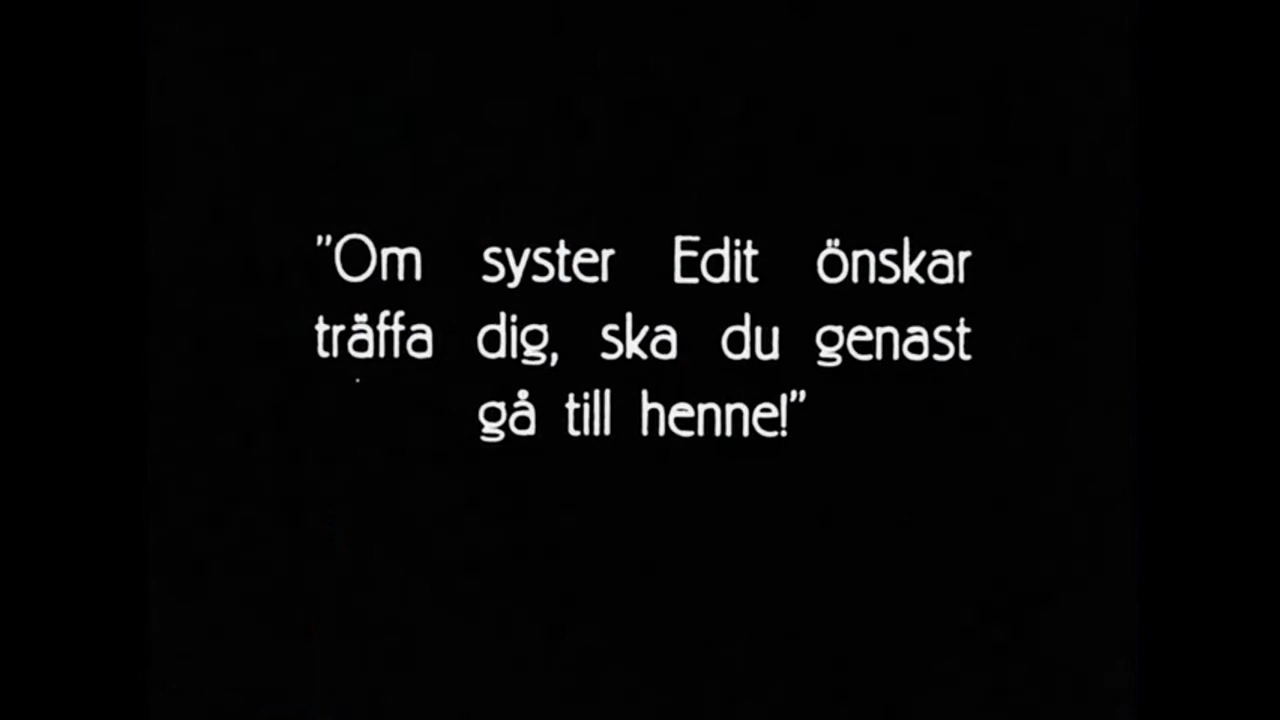 ”Om syster Edit önskar
träffa dig, ska du genast
gå till henne!”